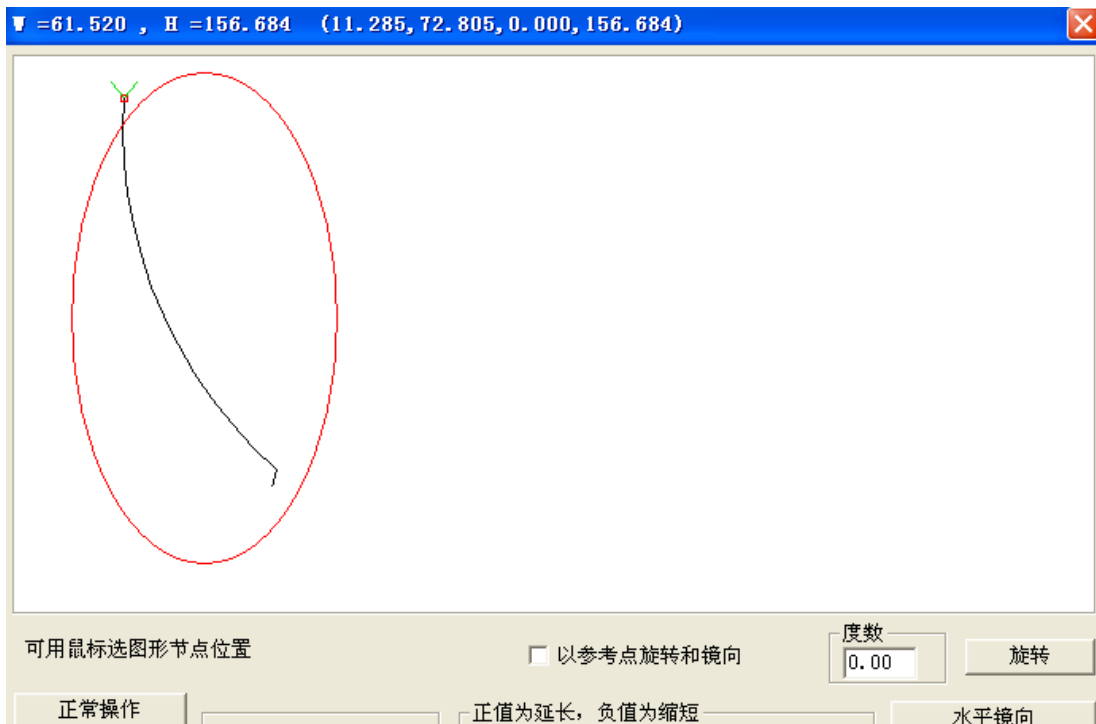 W =61.520 , H =156.684 (11.285,72.805,0.000,156.684)
可用鼠标选图形节点位置
以参考点旋转和镜向
度数
0.00
旋转
正常操作
正值为延长，负值为缩短
水平镜向